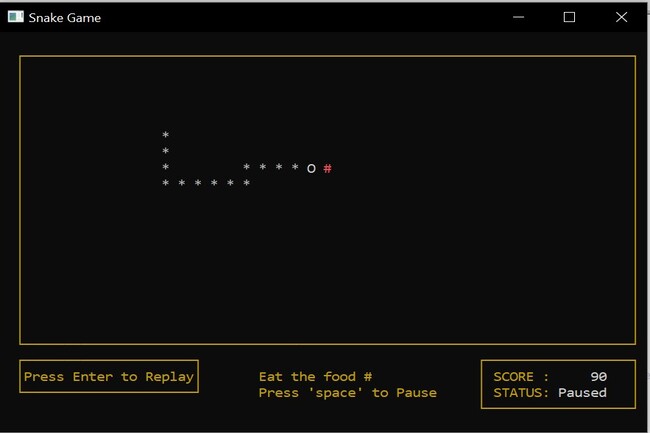 Snake Game
*
*
* * * * * O #
* * * * * *
Press Enter to Replay
Eat the food #
Press 'space' to Pause
SCORE : 90
STATUS: Paused